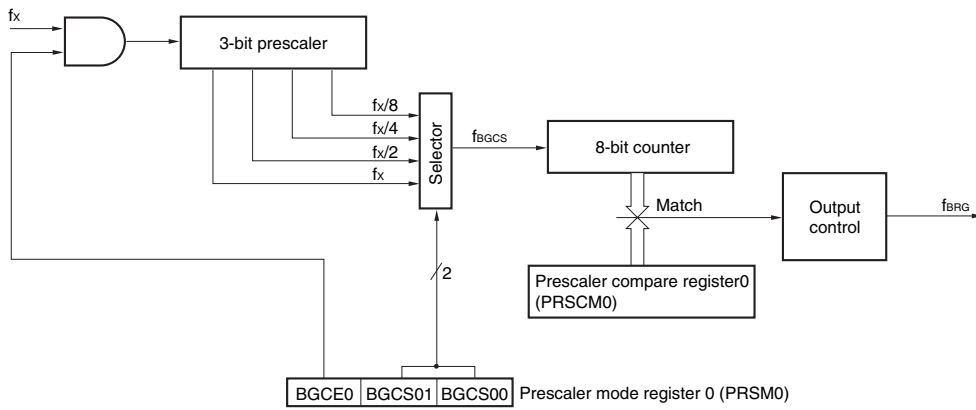 fx
3-bit prescaler
fx/8
fx/4
fx/2
fx
Selector
fBGCS
8-bit counter
Match
Output
control
fBRG
2
Prescaler compare register0
(PRSCM0)
BGCE0 BGCS01 BGCS00 Prescaler mode register 0 (PRSM0)